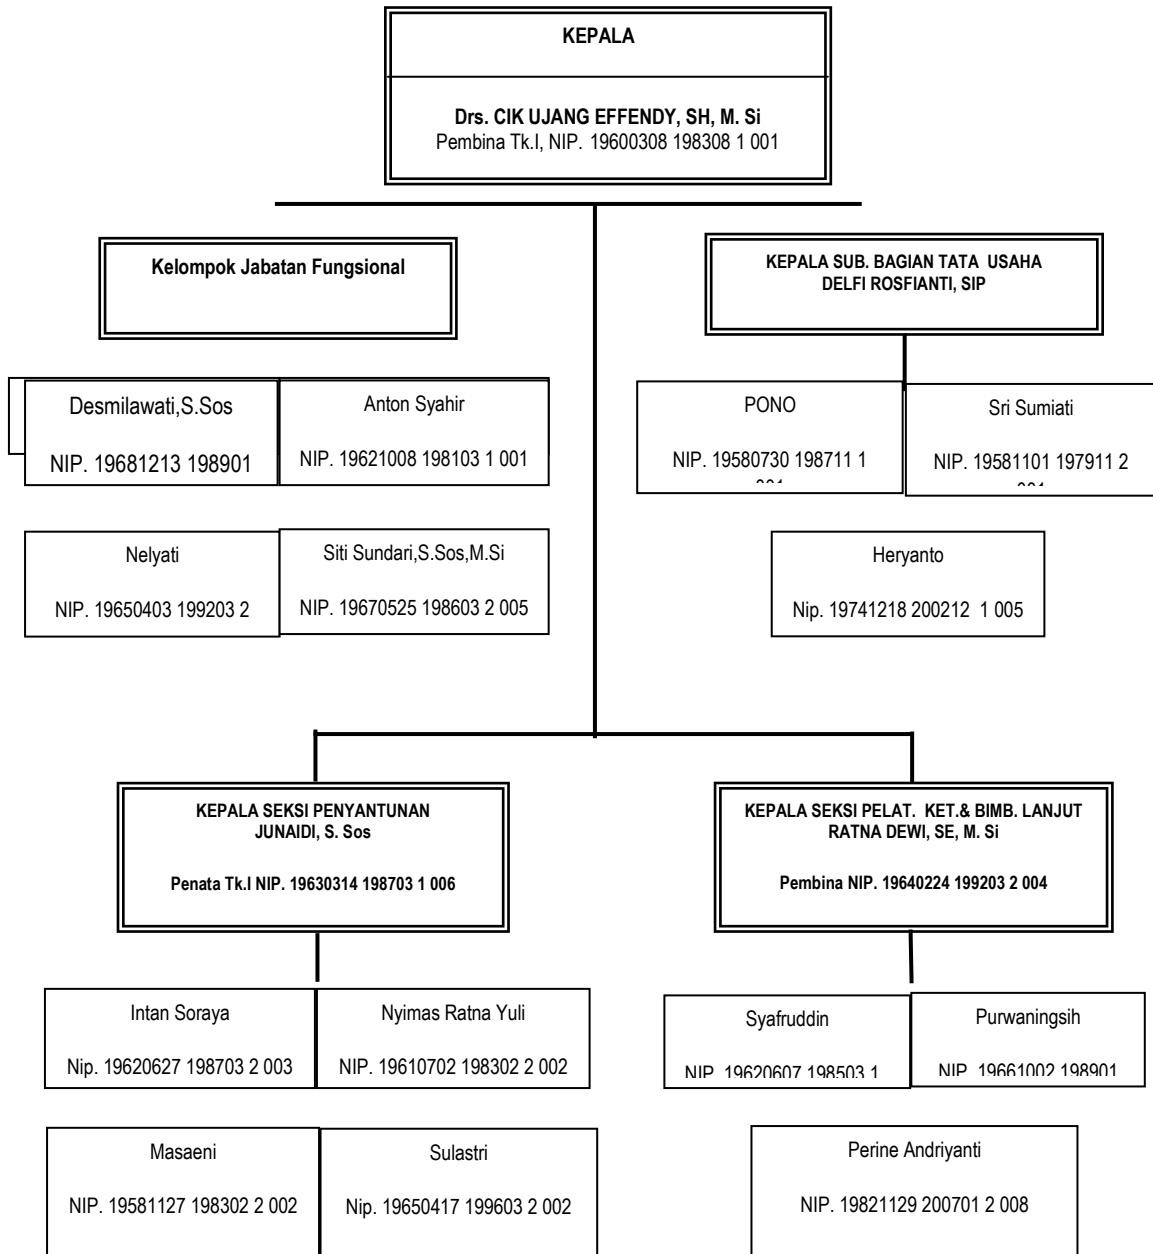 KEPALA
Drs. CIK UJANG EFFENDY, SH, M. Si
Pembina Tk.I, NIP. 19600308 198308 1 001
Kelompok Jabatan Fungsional
KEPALA SUB. BAGIAN TATA USAHA
DELFI ROSFIANTI, SIP
Desmilawati,S.Sos
NIP. 19681213 198901
Anton Syahir
NIP. 19621008 198103 1 001
PONO
NIP. 19580730 198711 1
Sri Sumiati
NIP. 19581101 197911 2
Nelyati
NIP. 19650403 199203 2
Siti Sundari,S.Sos,M.Si
NIP. 19670525 198603 2 005
Heryanto
Nip. 19741218 200212 1 005
KEPALA SEKSI PENYANTUNAN
JUNAIDI, S. Sos
Penata Tk.I NIP. 19630314 198703 1 006
KEPALA SEKSI PELAT. KET.& BIMB. LANJUT
RATNA DEWI, SE, M. Si
Pembina NIP. 19640224 199203 2 004
Intan Soraya
Nip. 19620627 198703 2 003
Nyimas Ratna Yuli
NIP. 19610702 198302 2 002
Syafruddin
NIP 19620607 198503 1
Purwaningsih
NIP 19661002 198901
Masaeni
NIP. 19581127 198302 2 002
Sulastri
Nip. 19650417 199603 2 002
Perine Andriyanti
NIP. 19821129 200701 2 008